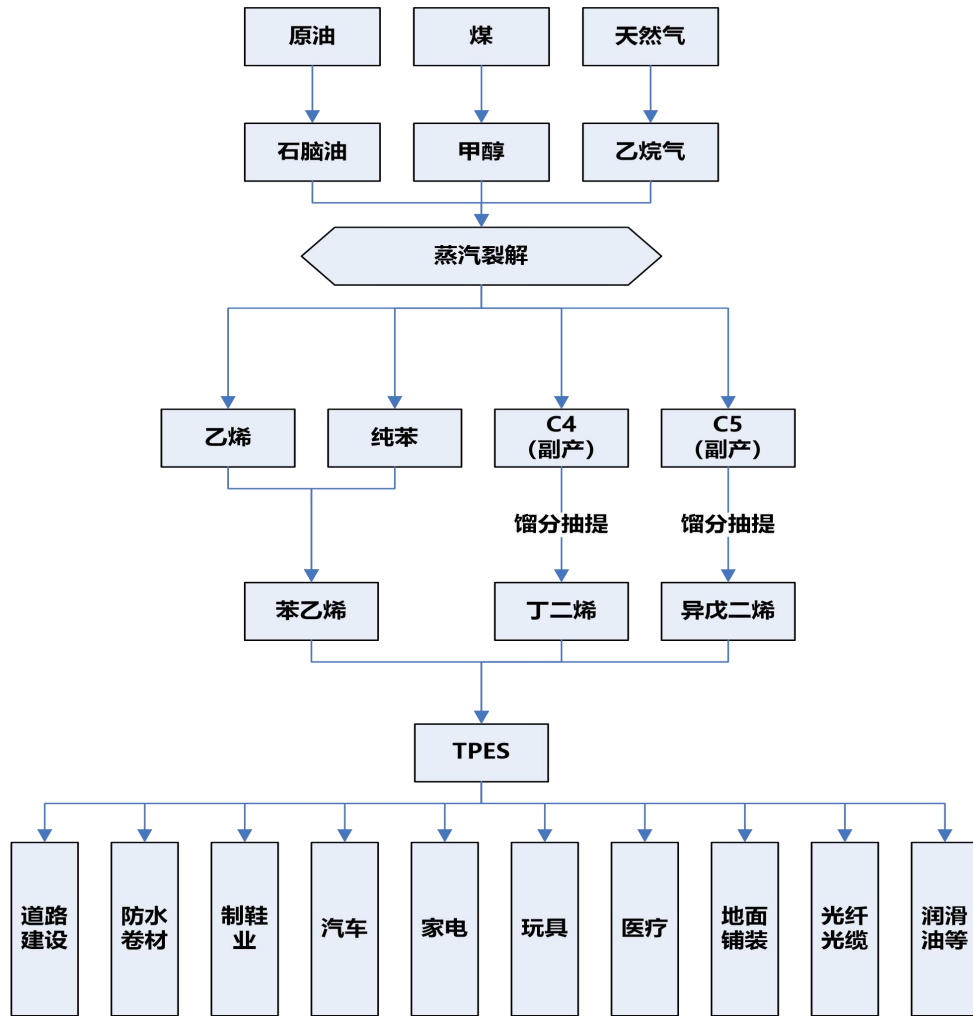 原油
煤
天然气
石脑油
甲醇
乙烷气
蒸汽裂解
乙烯
纯苯
C4
（副产）
C5
（副产）
馏分抽提
馏分抽提
苯乙烯
丁二烯
异戊二烯
TPES
道路
建设
防水
卷材
制鞋
业
汽车
家电
玩具
医疗
地面
铺装
光纤
光缆
润滑
油等